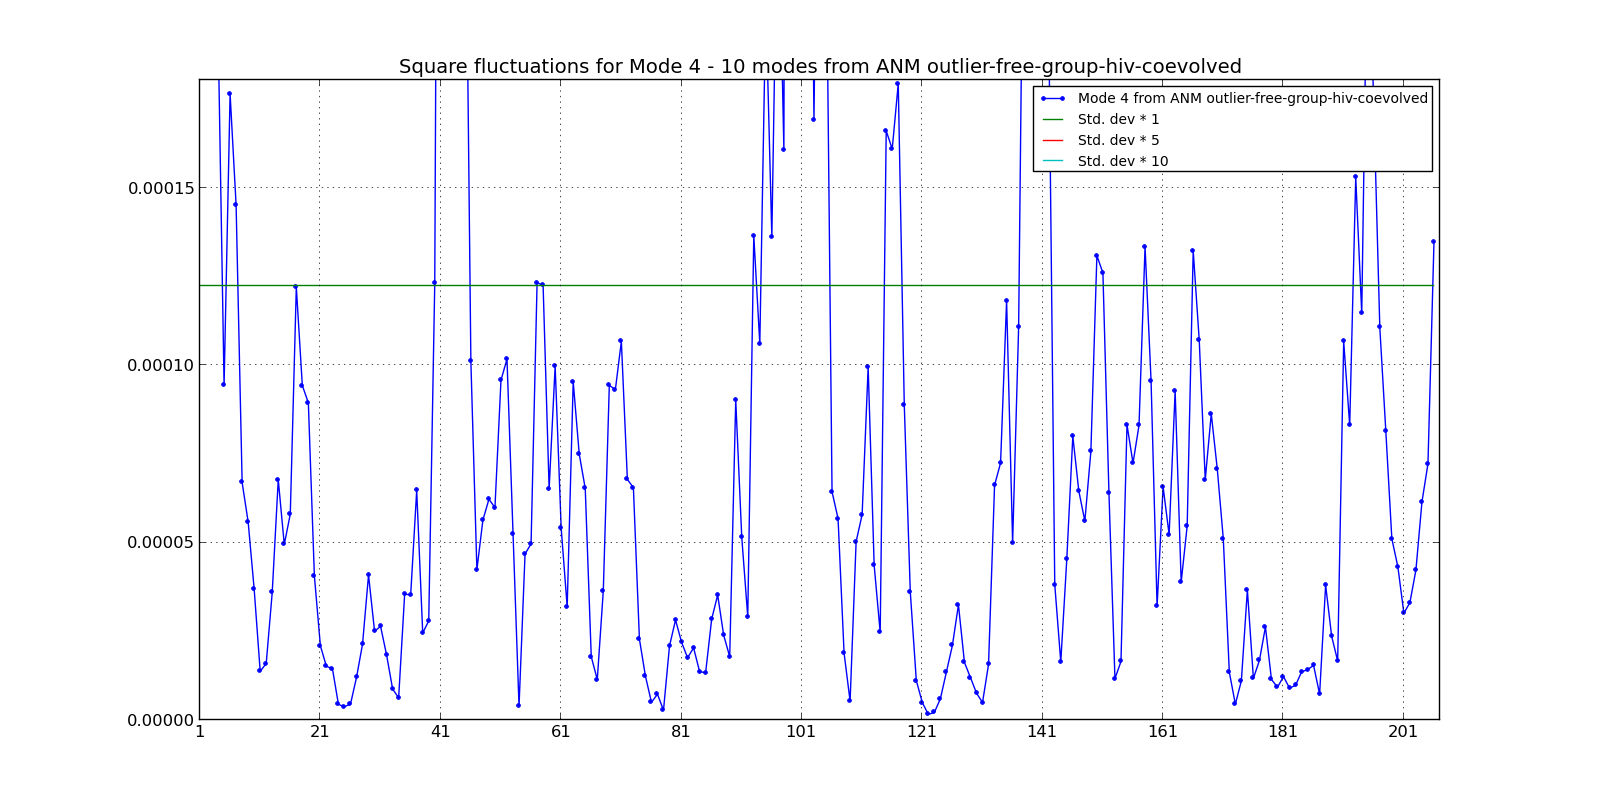 Square fluctuations for Mode 4 - 10 modes from ANM outlier-free-group-hiv-coevolved
Mode 4 from ANM outlier-free-group-hiv-coevolved
Std. dev * 1
Std. dev * 5
Std. dev * 10
0.00015
0.00010
0.00005
0.00000
1 21 41 61 81 101 121 141 161 181 201